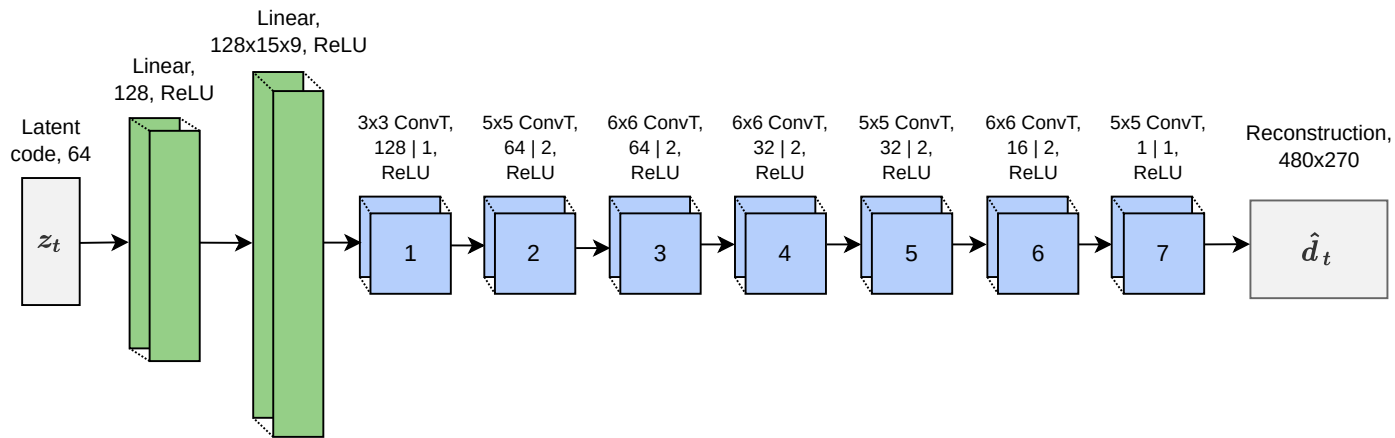 Latent
code, 64
z_t
Linear,
128, ReLU
Linear,
128x15x9, ReLU
3x3 ConvT,
128 | 1,
ReLU
1
5x5 ConvT,
64 | 2,
ReLU
2
6x6 ConvT,
64 | 2,
ReLU
3
6x6 ConvT,
32 | 2,
ReLU
4
5x5 ConvT,
32 | 2,
ReLU
5
6x6 ConvT,
16 | 2,
ReLU
6
5x5 ConvT,
1 | 1,
ReLU
7
Reconstruction,
480x270
d̂_t